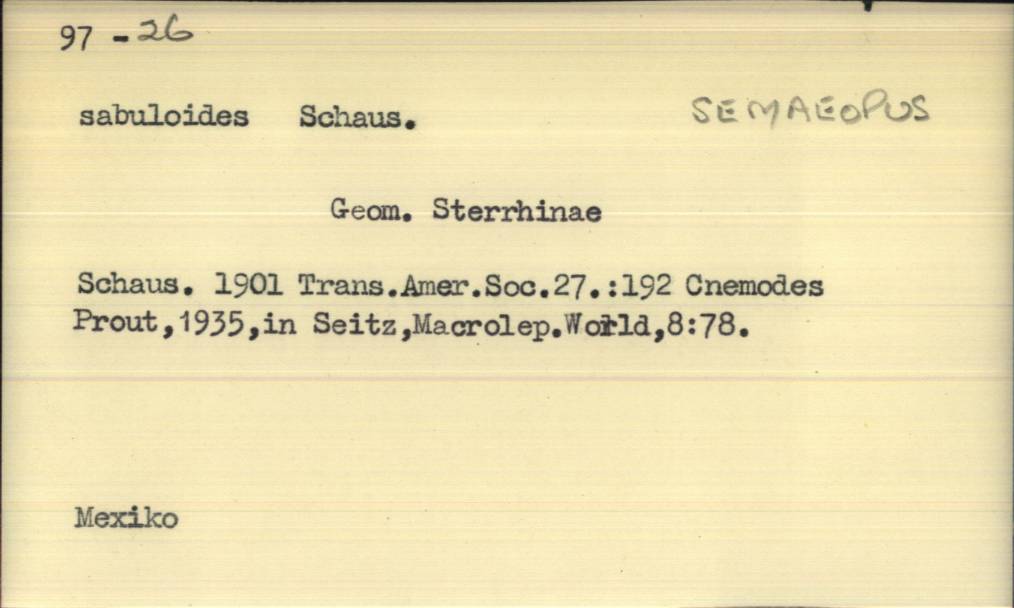 97 - 26
sabuloides Schaus. SEMAEOPUS
Geom. Sterrhinae
Schaus. 1901 Trans.Amer.Soc.27.:192 Cnemodes
Prout,1935,in Seitz,Macrolep.World,8:78.
Mexiko